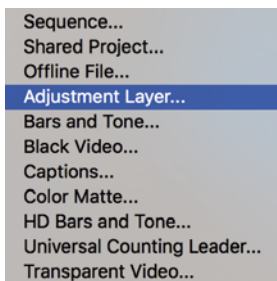 Sequence...
Shared Project...
Offline File...
Adjustment Layer...
Bars and Tone...
Black Video...
Captions...
Color Matte...
HD Bars and Tone...
Universal Counting Leader...
Transparent Video...